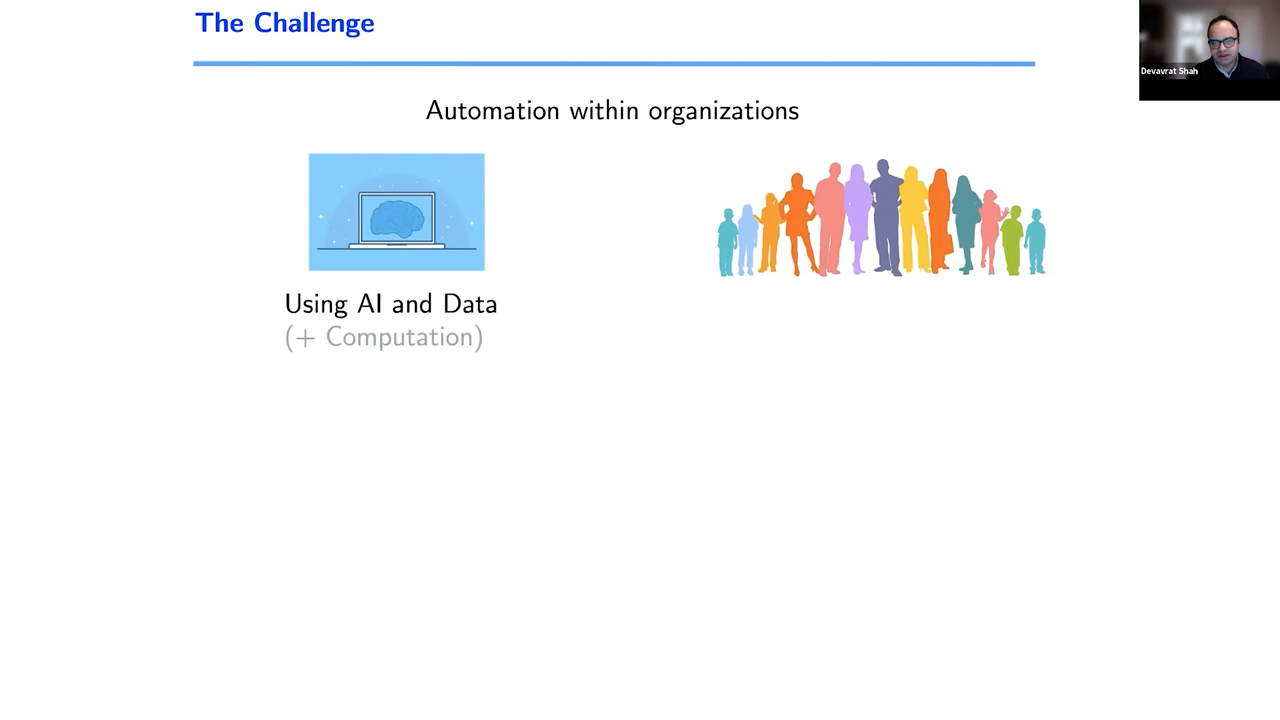 The Challenge
Devavrat Shah
Automation within organizations
Using AI and Data
(+ Computation)